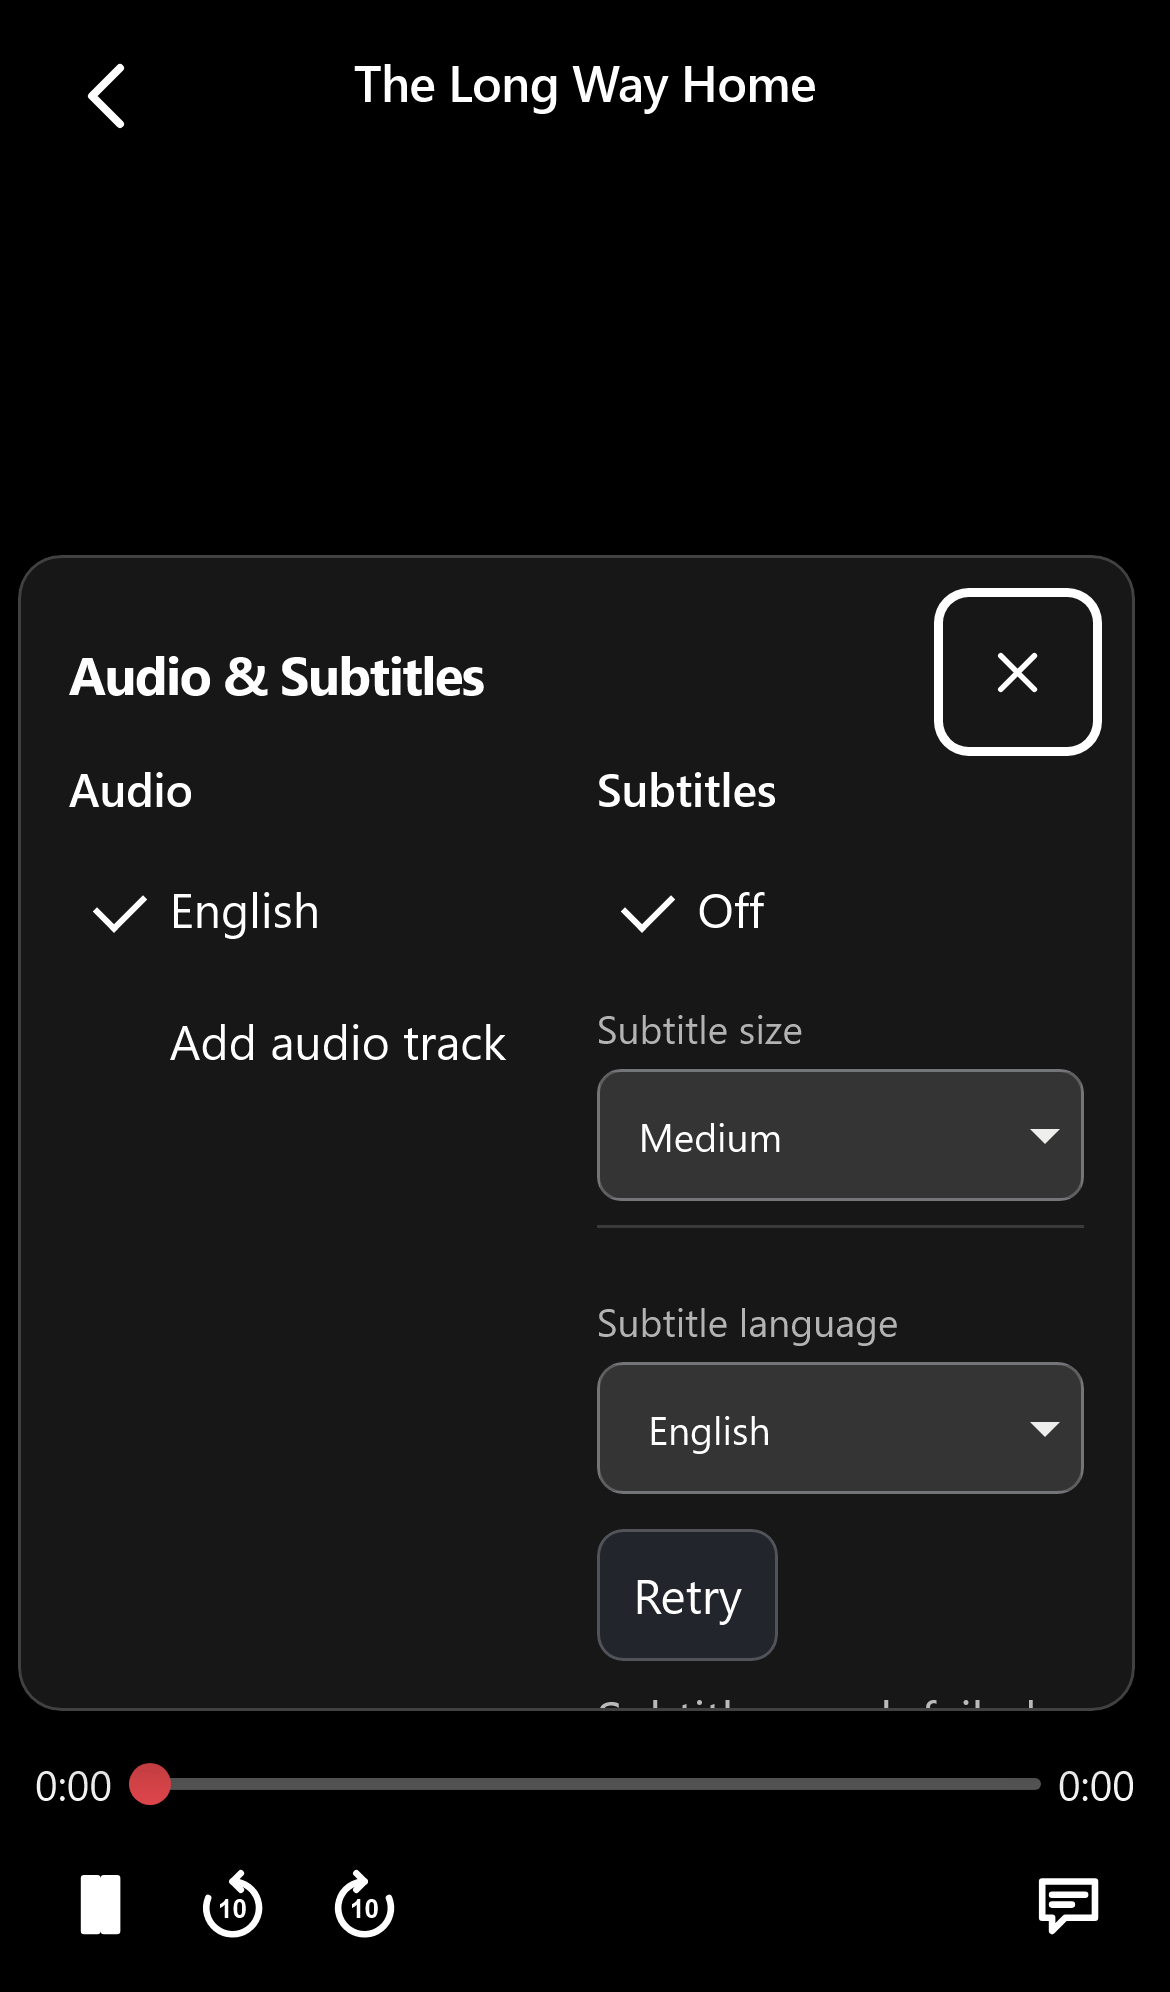 The Long Way Home
Audio & Subtitles
Audio
English
Add audio track
Subtitles
Off
Subtitle size
Medium
Subtitle language
English
Retry
0:00
0:00
10
10